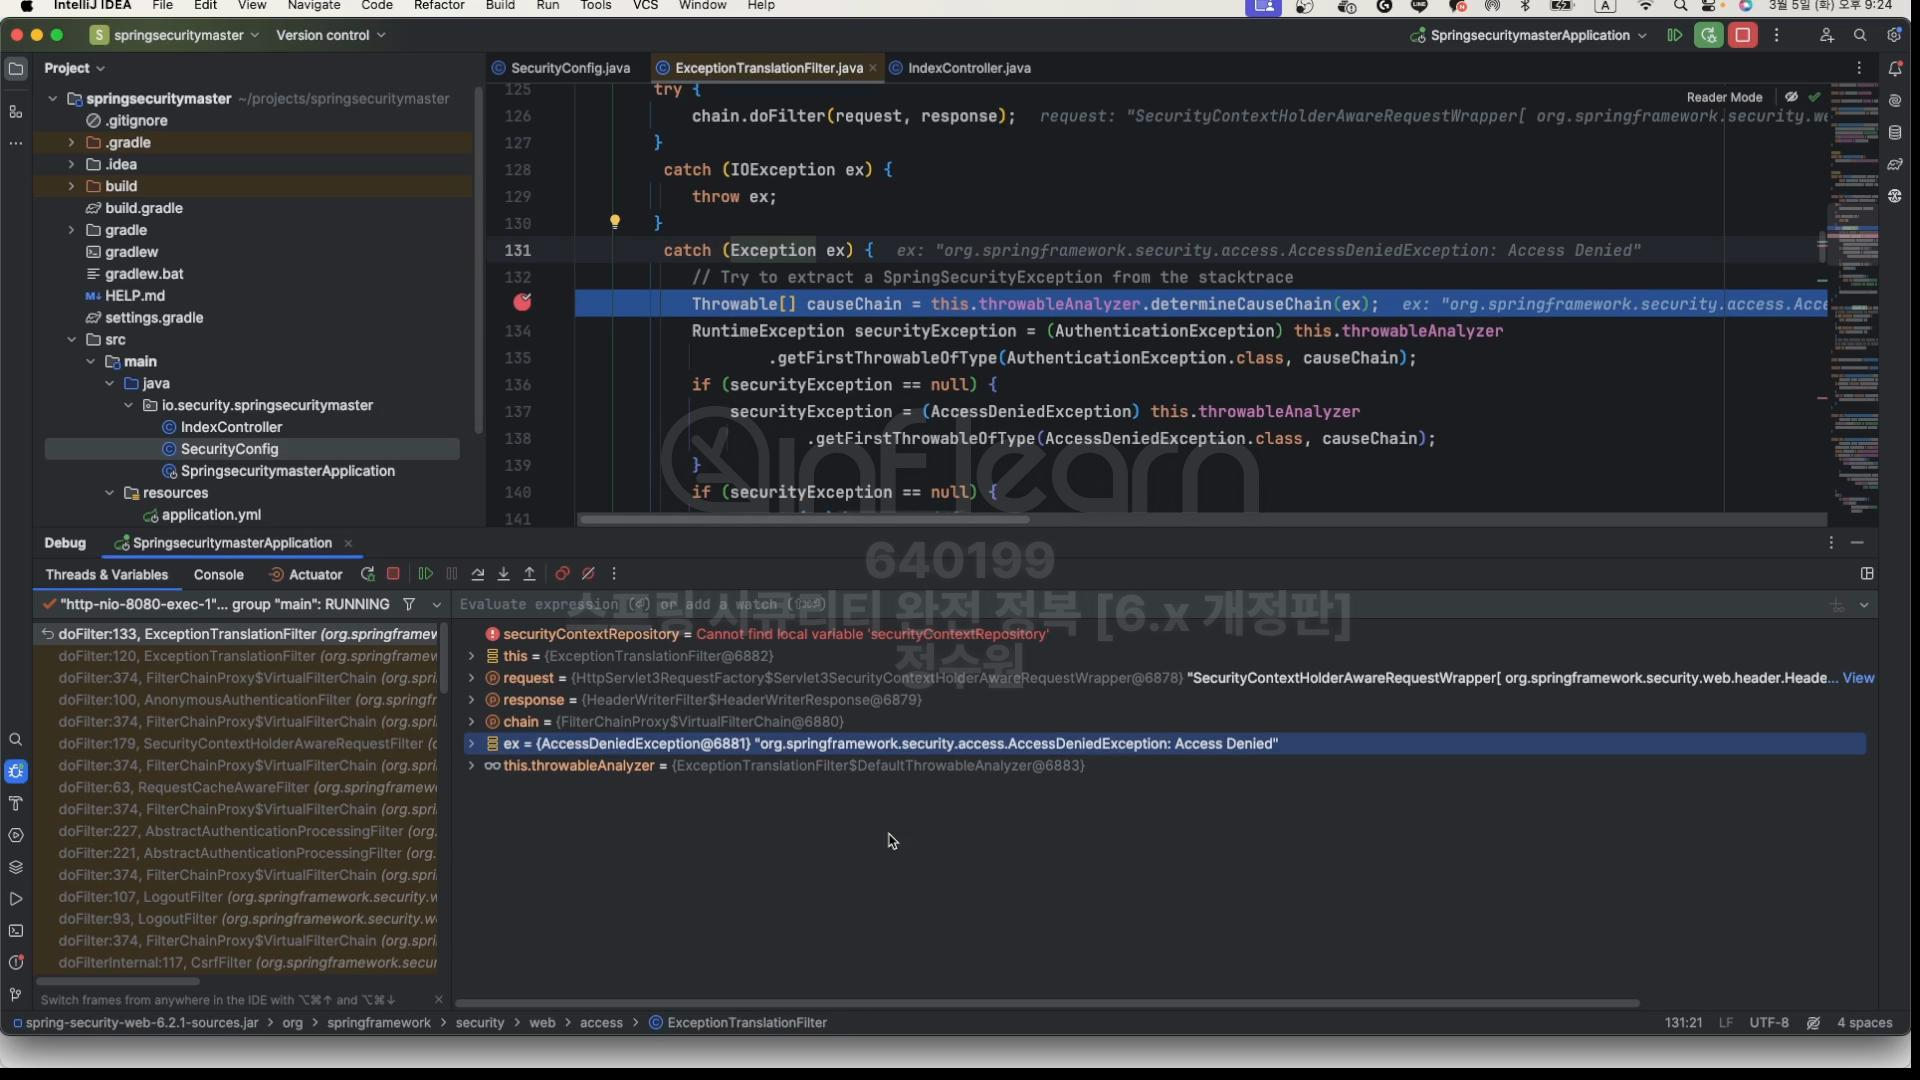 IntelliJ IDEA File Edit View Navigate Code Refactor Build Run Tools VCS Window Help A 3월 5일 (화) 오후 9:24
S springsecuritymaster Version control SpringsecuritymasterApplication
Project SecurityConfig.java ExceptionTranslationFilter.java IndexController.java
Reader Mode
springsecuritymaster ~/projects/springsecuritymaster
.gitignore
.gradle
.idea
build
build.gradle
gradle
gradlew
gradlew.bat
HELP.md
settings.gradle
src
main
java
io.security.springsecuritymaster
IndexController
SecurityConfig
SpringsecuritymasterApplication
resources
application.yml
125 try {
126 chain.doFilter(request, response); request: "SecurityContextHolderAwareRequestWrapper[ org.springframework.security.we
127 }
128 catch (IOException ex) {
129 throw ex;
130 }
131 catch (Exception ex) { ex: "org.springframework.security.access.AccessDeniedException: Access Denied"
132 // Try to extract a SpringSecurityException from the stacktrace
Throwable[] causeChain = this.throwableAnalyzer.determineCauseChain(ex); ex: "org.springframework.security.access.Acce
134 RuntimeException securityException = (AuthenticationException) this.throwableAnalyzer
135 .getFirstThrowableOfType(AuthenticationException.class, causeChain);
136 if (securityException == null) {
137 securityException = (AccessDeniedException) this.throwableAnalyzer
138 .getFirstThrowableOfType(AccessDeniedException.class, causeChain);
139 }
140 if (securityException == null) {
141
inflearn
640199
스프링 시큐리티 완전 정복 [6.x 개정판]
정수원
Debug SpringsecuritymasterApplication
Threads & Variables Console Actuator
"http-nio-8080-exec-1"... group "main": RUNNING
Evaluate expression (⏎) or add a watch (⇧⌘⏎)
doFilter:133, ExceptionTranslationFilter (org.springframew
doFilter:120, ExceptionTranslationFilter (org.springframew
doFilter:374, FilterChainProxy$VirtualFilterChain (org.spri
doFilter:100, AnonymousAuthenticationFilter (org.springfr
doFilter:374, FilterChainProxy$VirtualFilterChain (org.spri
doFilter:179, SecurityContextHolderAwareRequestFilter (o
doFilter:374, FilterChainProxy$VirtualFilterChain (org.spri
doFilter:63, RequestCacheAwareFilter (org.springframewo
doFilter:374, FilterChainProxy$VirtualFilterChain (org.spri
doFilter:227, AbstractAuthenticationProcessingFilter (org.
doFilter:221, AbstractAuthenticationProcessingFilter (org.
doFilter:374, FilterChainProxy$VirtualFilterChain (org.spri
doFilter:107, LogoutFilter (org.springframework.security.w
doFilter:93, LogoutFilter (org.springframework.security.we
doFilter:374, FilterChainProxy$VirtualFilterChain (org.spri
doFilterInternal:117, CsrfFilter (org.springframework.secur
securityContextRepository = Cannot find local variable 'securityContextRepository'
this = {ExceptionTranslationFilter@6882}
request = {HttpServlet3RequestFactory$Servlet3SecurityContextHolderAwareRequestWrapper@6878} "SecurityContextHolderAwareRequestWrapper[ org.springframework.security.web.header.Heade... View
response = {HeaderWriterFilter$HeaderWriterResponse@6879}
chain = {FilterChainProxy$VirtualFilterChain@6880}
ex = {AccessDeniedException@6881} "org.springframework.security.access.AccessDeniedException: Access Denied"
this.throwableAnalyzer = {ExceptionTranslationFilter$DefaultThrowableAnalyzer@6883}
Switch frames from anywhere in the IDE with ⌥⌘↑ and ⌥⌘↓
spring-security-web-6.2.1-sources.jar > org > springframework > security > web > access > ExceptionTranslationFilter 131:21 LF UTF-8 4 spaces